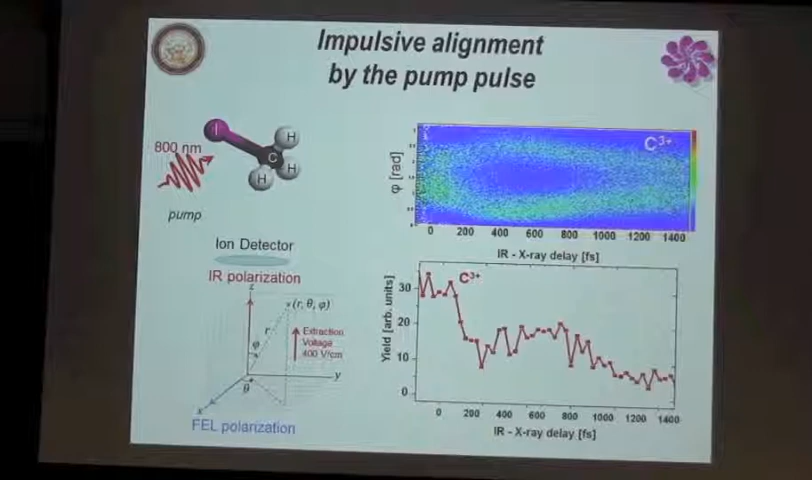 Impulsive alignment
by the pump pulse
I
800 nm
C
H
H
H
pump
C3+
φ [rad]
0 200 400 600 800 1000 1200 1400
IR - X-ray delay [fs]
Ion Detector
IR polarization
z
(r, θ, φ)
r
φ
Extraction
Voltage
400 V/cm
y
θ
x
FEL polarization
C3+
Yield [arb. units]
30
20
10
0
0 200 400 600 800 1000 1200 1400
IR - X-ray delay [fs]